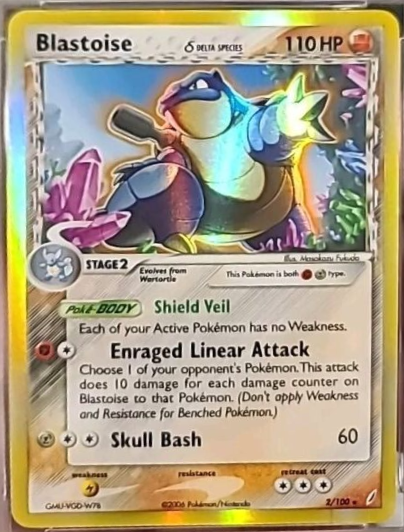 Blastoise δ DELTA SPECIES 110 HP
Illus. Masakazu Fukuda
STAGE 2 Evolves from Wartortle
This Pokémon is both type.
Poké-BODY Shield Veil
Each of your Active Pokémon has no Weakness.
Enraged Linear Attack
Choose 1 of your opponent's Pokémon. This attack
does 10 damage for each damage counter on
Blastoise to that Pokémon. (Don't apply Weakness
and Resistance for Benched Pokémon.)
Skull Bash 60
weakness resistance retreat cost
GMU-VGD-W78 ©2006 Pokémon/Nintendo 2/100